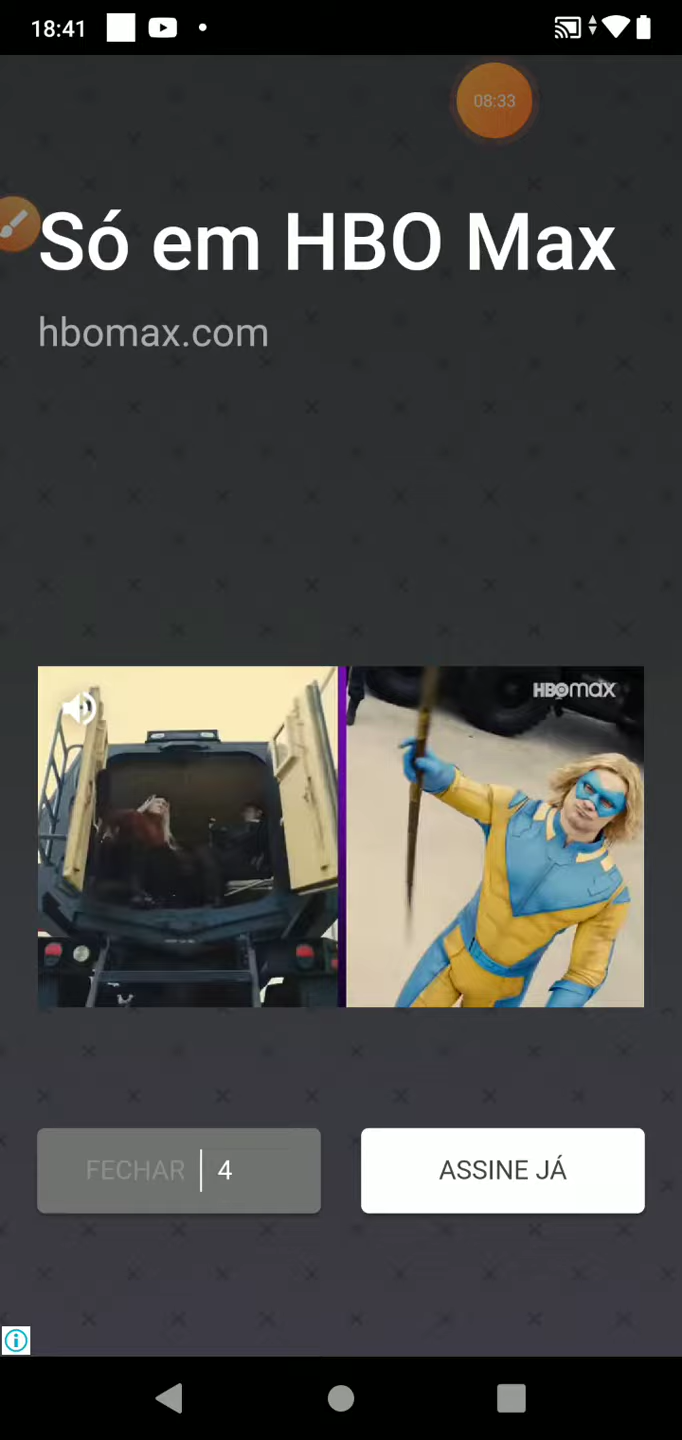 18:41
08:33
Só em HBO Max
hbomax.com
HBOmax
FECHAR | 4
ASSINE JÁ